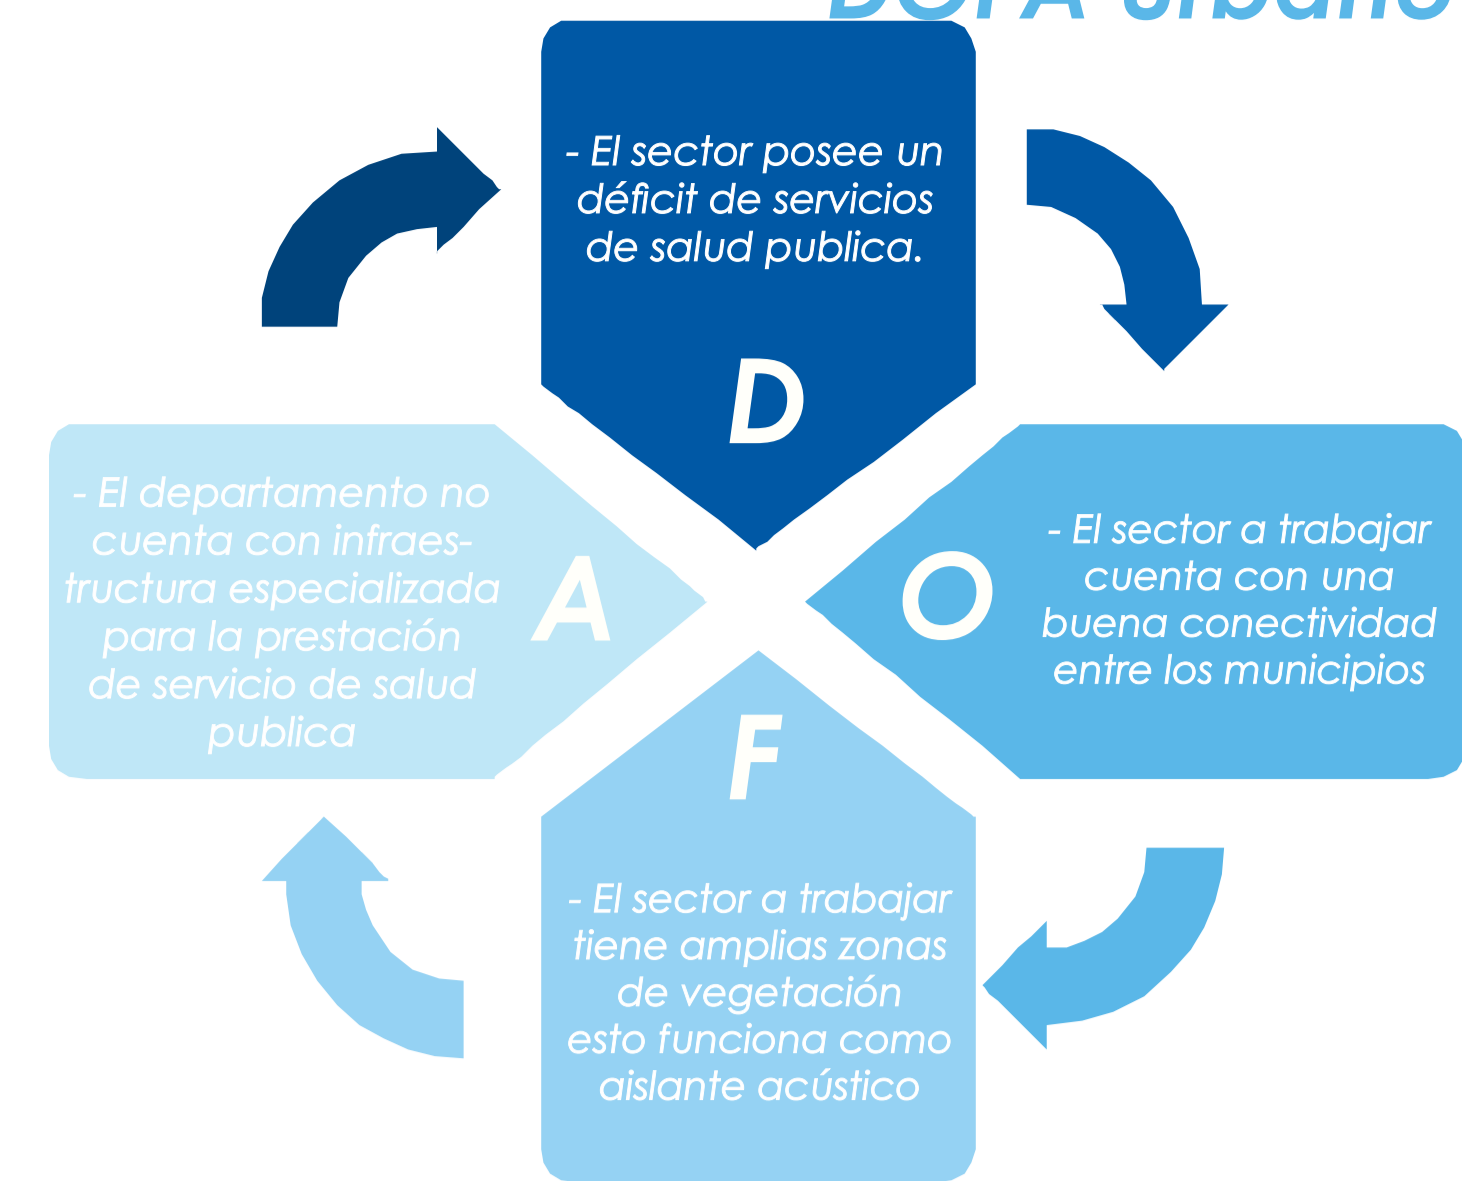 DOFA Urbano
- El sector posee un
déficit de servicios
de salud publica.
D
- El departamento no
cuenta con infraes-
tructura especializada
para la prestación
de servicio de salud
publica
A
O
- El sector a trabajar
cuenta con una
buena conectividad
entre los municipios
F
- El sector a trabajar
tiene amplias zonas
de vegetación
esto funciona como
aislante acústico